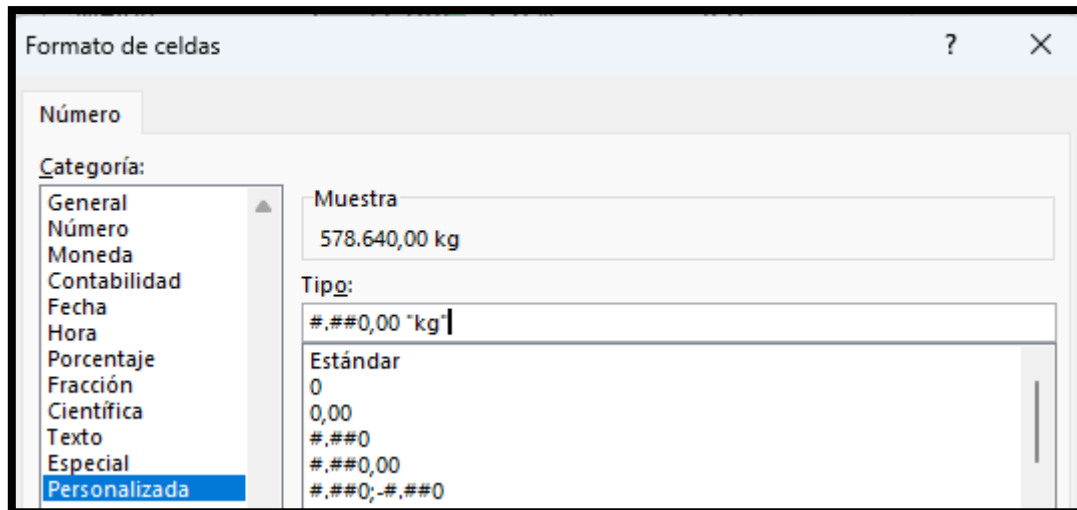 Formato de celdas ? ×
Número
Categoría:
General
Número
Moneda
Contabilidad
Fecha
Hora
Porcentaje
Fracción
Científica
Texto
Especial
Personalizada
Muestra
578.640,00 kg
Tipo:
#.##0,00 "kg"
Estándar
0
0,00
#.##0
#.##0,00
#.##0;-#.##0